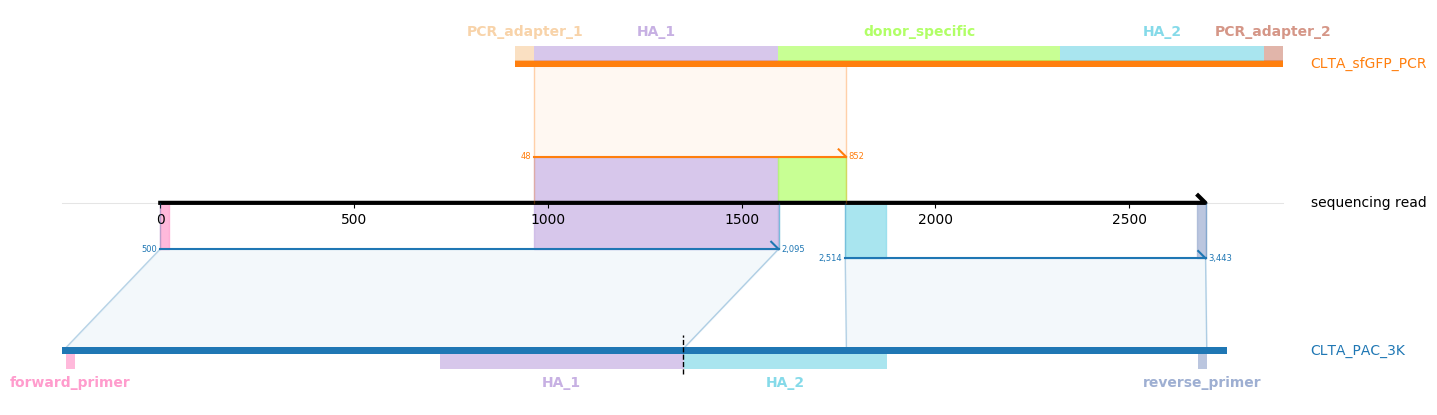 PCR_adapter_1 HA_1 donor_specific HA_2 PCR_adapter_2
CLTA_sfGFP_PCR
48 852
sequencing read
0 500 1000 1500 2000 2500
500 2,095
2,514 3,443
CLTA_PAC_3K
forward_primer HA_1 HA_2 reverse_primer